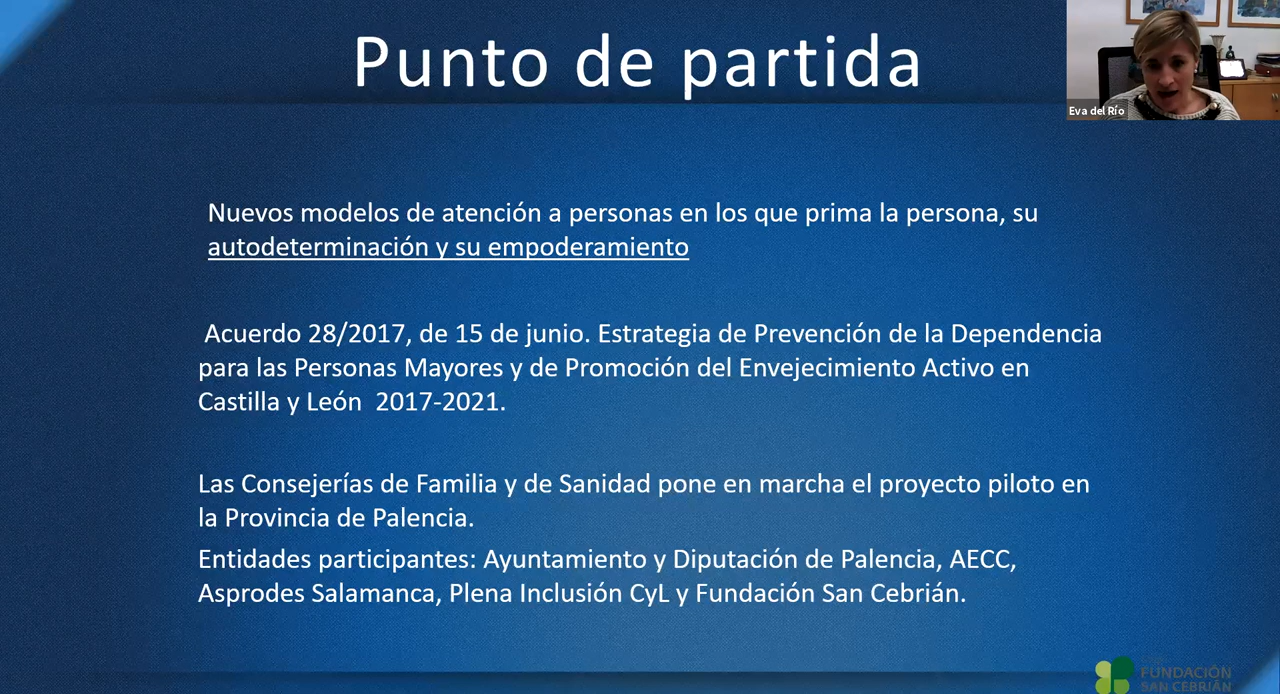 Punto de partida
Eva del Río
Nuevos modelos de atención a personas en los que prima la persona, su
autodeterminación y su empoderamiento
Acuerdo 28/2017, de 15 de junio. Estrategia de Prevención de la Dependencia
para las Personas Mayores y de Promoción del Envejecimiento Activo en
Castilla y León 2017-2021.
Las Consejerías de Familia y de Sanidad pone en marcha el proyecto piloto en
la Provincia de Palencia.
Entidades participantes: Ayuntamiento y Diputación de Palencia, AECC,
Asprodes Salamanca, Plena Inclusión CyL y Fundación San Cebrián.
FUNDACIÓN
SAN CEBRIÁN